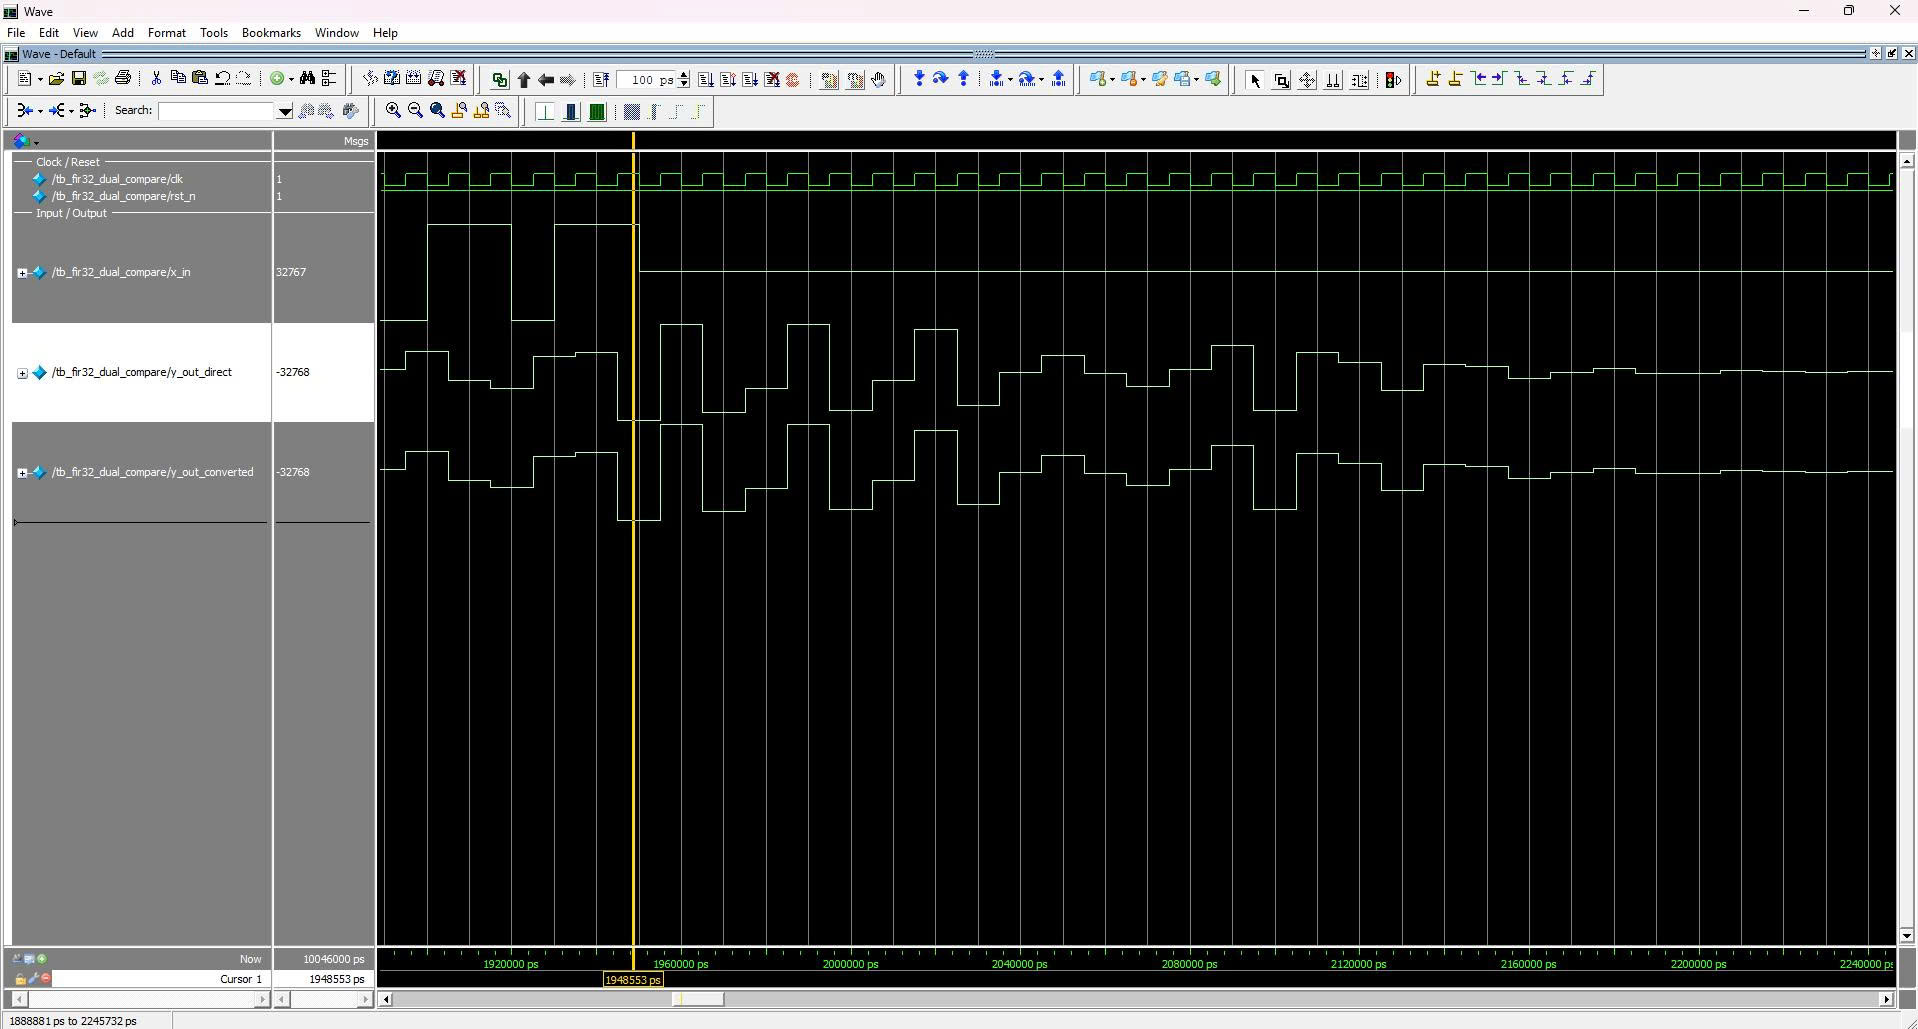 Wave
File Edit View Add Format Tools Bookmarks Window Help
Wave - Default
100 ps
Search:
Msgs
Clock / Reset
/tb_fir32_dual_compare/clk 1
/tb_fir32_dual_compare/rst_n 1
Input / Output
/tb_fir32_dual_compare/x_in 32767
/tb_fir32_dual_compare/y_out_direct -32768
/tb_fir32_dual_compare/y_out_converted -32768
Now 10046000 ps
1920000 ps 1960000 ps 2000000 ps 2040000 ps 2080000 ps 2120000 ps 2160000 ps 2200000 ps 2240000 ps
Cursor 1 1948553 ps 1948553 ps
1888881 ps to 2245732 ps